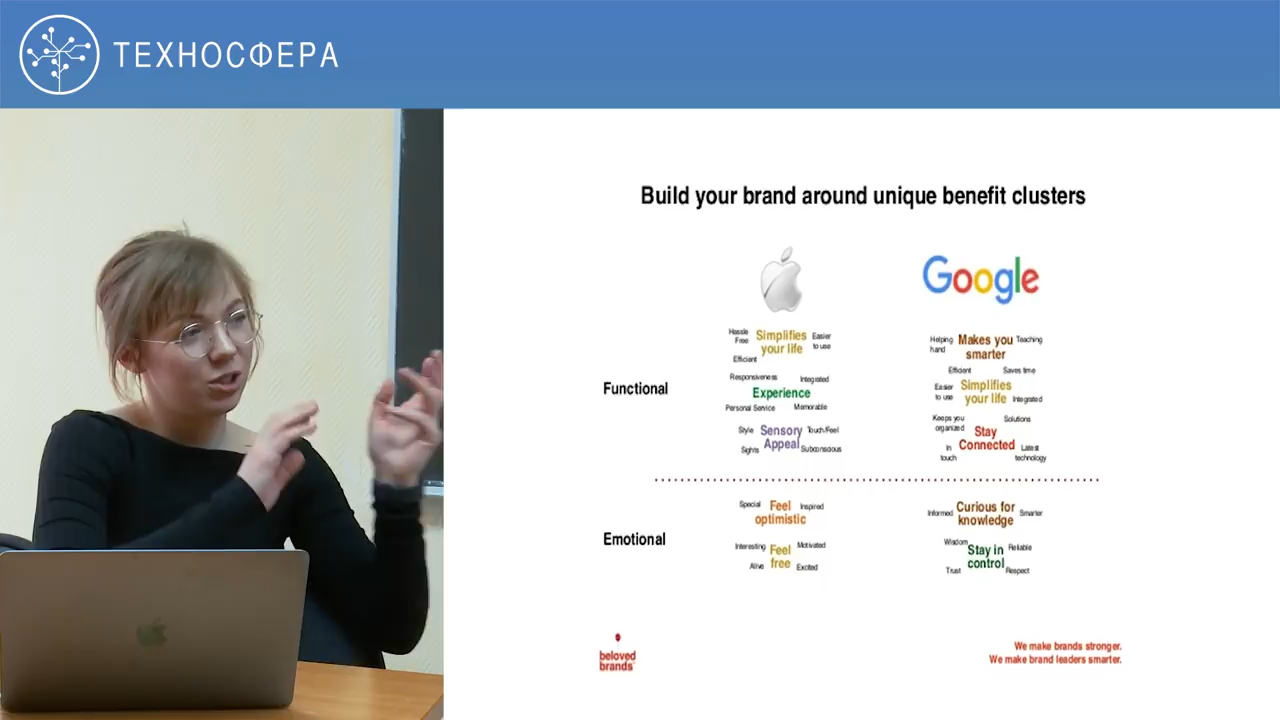 ТЕХНОСФЕРА
Build your brand around unique benefit clusters
Google
Functional
Hassle Free
Simplifies your life
Easier to use
Efficient
Responsiveness
Integrated
Experience
Personal Service
Memorable
Style
Sensory Appeal
Touch/Feel
Sights
Subconscious
Helping hand
Makes you smarter
Teaching
Efficient
Saves time
Easier to use
Simplifies your life
Integrated
Keeps you organized
Solutions
Stay Connected
In touch
Latest technology
Emotional
Special
Feel optimistic
Inspired
Interesting
Feel free
Motivated
Alive
Excited
Informed
Curious for knowledge
Smarter
Wisdom
Stay in control
Reliable
Trust
Respect
beloved
brands
We make brands stronger.
We make brand leaders smarter.